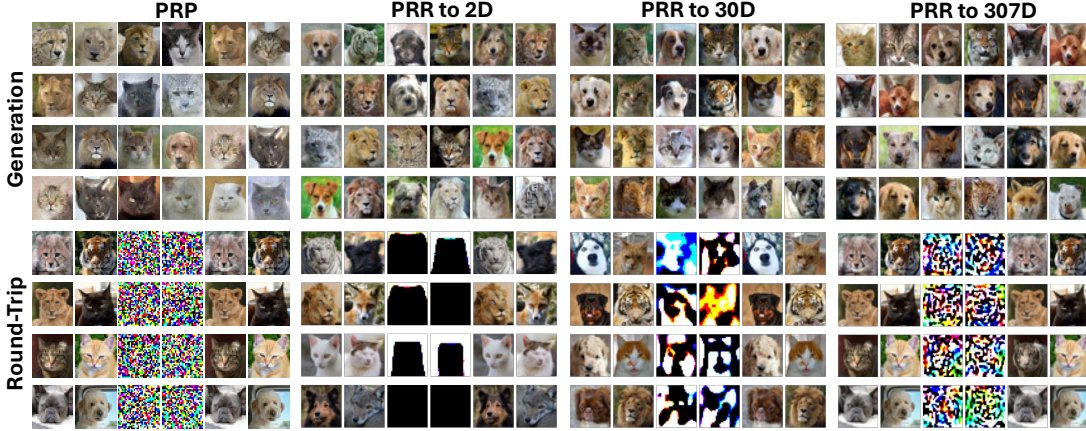 PRP PRR to 2D PRR to 30D PRR to 307D
Generation
Round-Trip